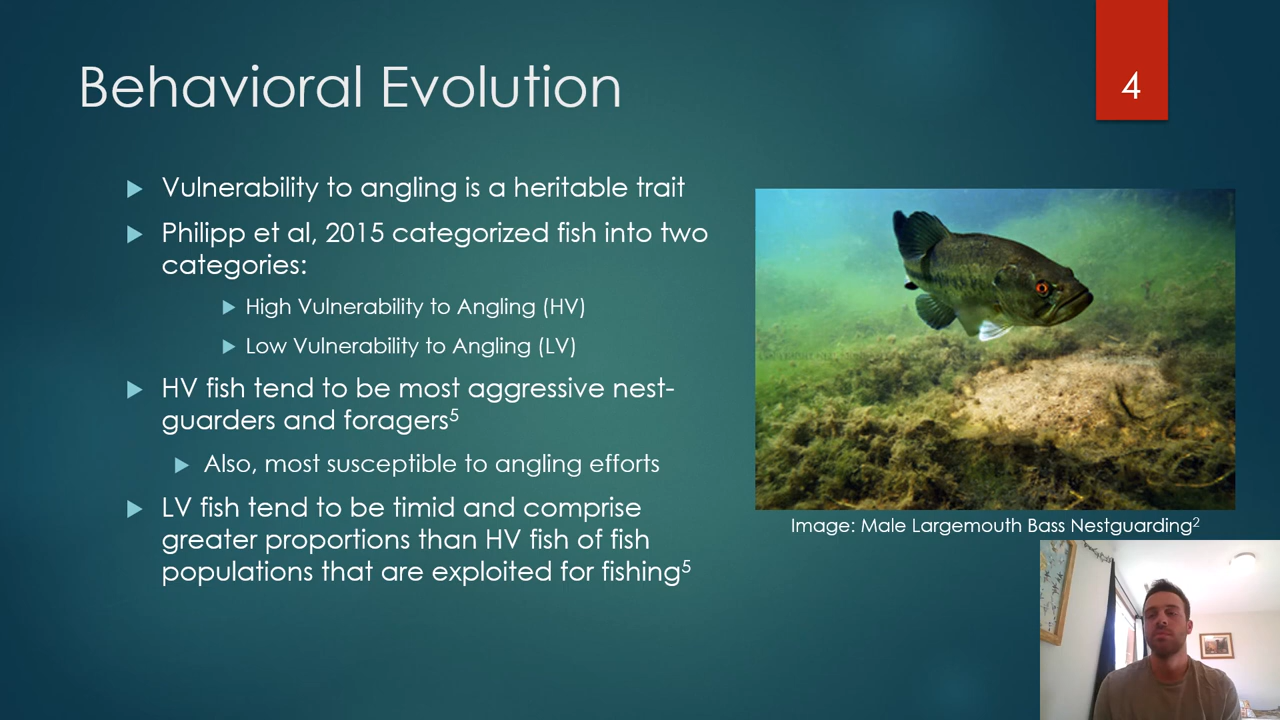 Behavioral Evolution
4
Vulnerability to angling is a heritable trait
Philipp et al, 2015 categorized fish into two
categories:
High Vulnerability to Angling (HV)
Low Vulnerability to Angling (LV)
HV fish tend to be most aggressive nest-
guarders and foragers⁵
Also, most susceptible to angling efforts
LV fish tend to be timid and comprise
greater proportions than HV fish of fish
populations that are exploited for fishing⁵
Image: Male Largemouth Bass Nestguarding²